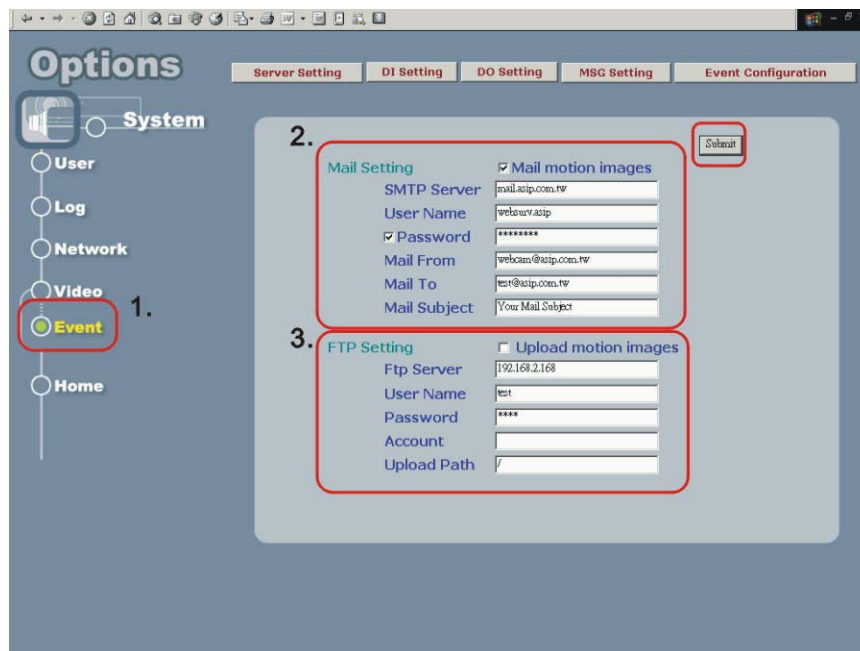 Options
Server Setting DI Setting DO Setting MSG Setting Event Configuration
System
User
Log
Network
Video
Event
Home
1.
2.
Submit
Mail Setting Mail motion images
SMTP Server mail.asip.com.tw
User Name websurv.asip
Password ********
Mail From webcam@asip.com.tw
Mail To test@asip.com.tw
Mail Subject Your Mail Subject
3.
FTP Setting Upload motion images
Ftp Server 192.168.2.168
User Name test
Password ****
Account
Upload Path /